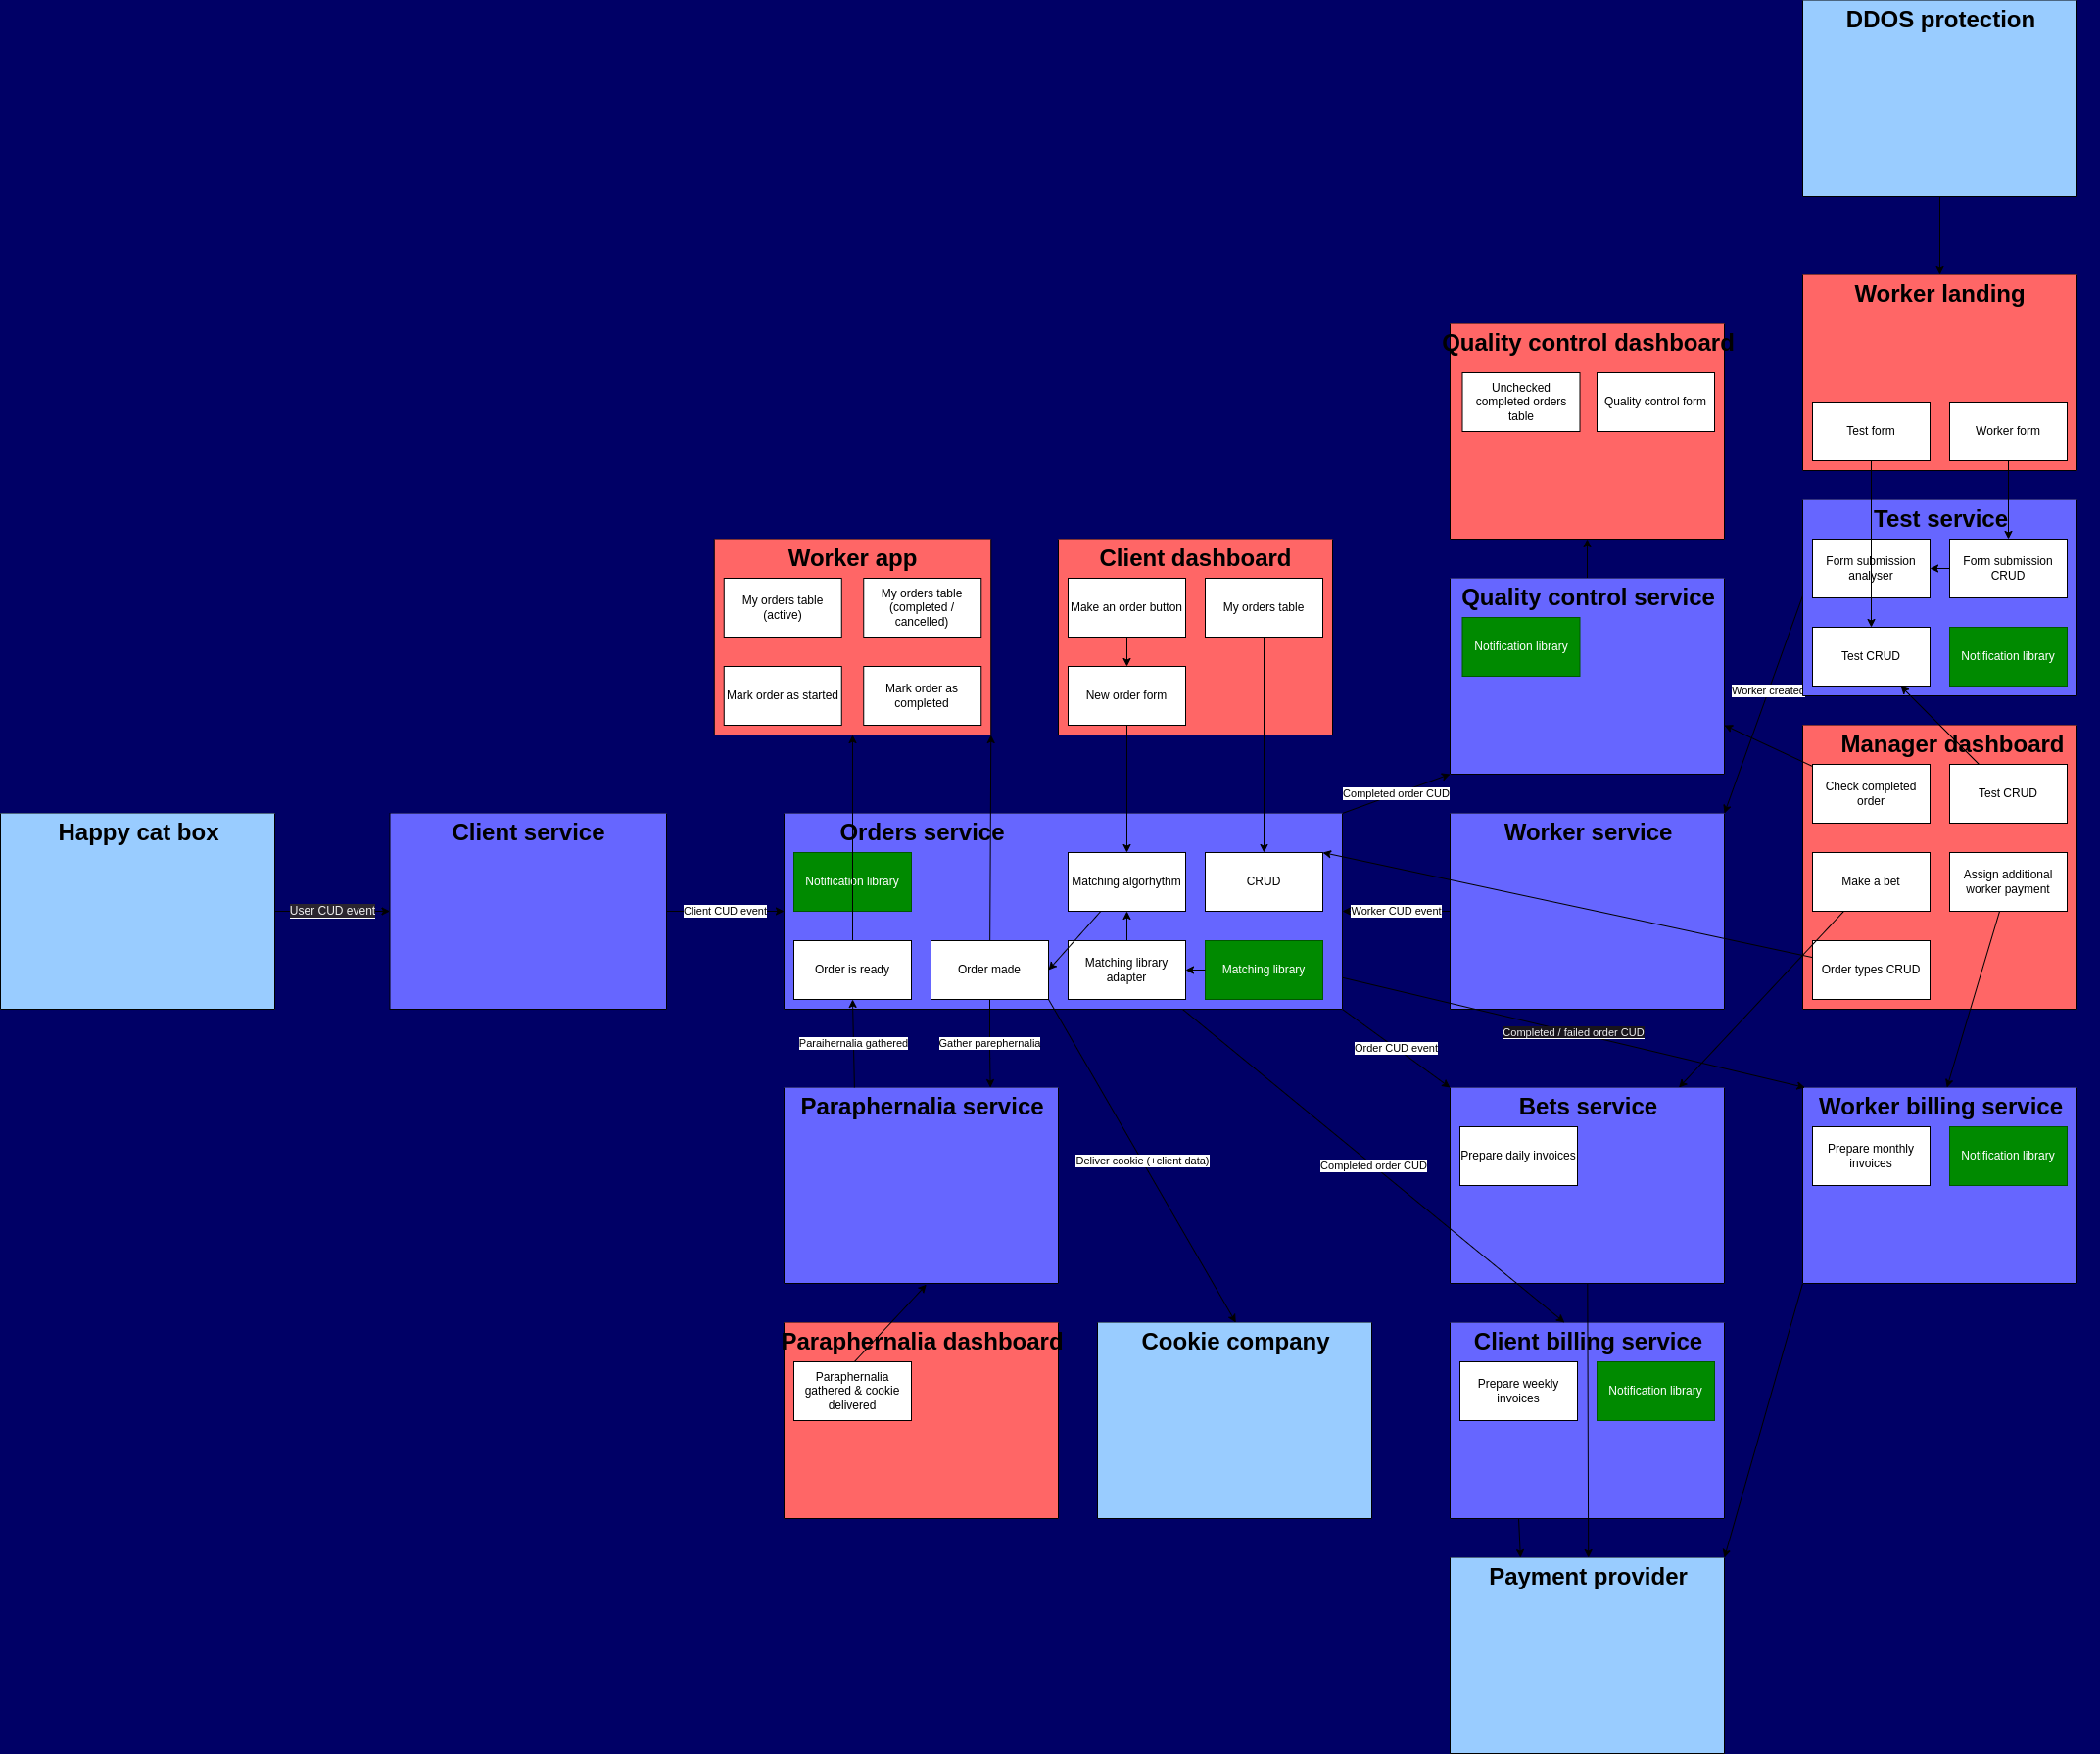 DDOS protection
Worker landing
Test form
Worker form
Quality control dashboard
Unchecked
completed orders
table
Quality control form
Test service
Form submission
analyser
Form submission
CRUD
Test CRUD
Notification library
Worker app
My orders table
(active)
My orders table
(completed /
cancelled)
Mark order as started
Mark order as
completed
Client dashboard
Make an order button
My orders table
New order form
Quality control service
Notification library
Worker created
Manager dashboard
Check completed
order
Test CRUD
Make a bet
Assign additional
worker payment
Order types CRUD
Completed order CUD
Happy cat box
User CUD event
Client service
Client CUD event
Orders service
Notification library
Matching algorhythm
CRUD
Order is ready
Order made
Matching library
adapter
Matching library
Worker CUD event
Worker service
Paraihernalia gathered
Gather parephernalia
Order CUD event
Completed / failed order CUD
Paraphernalia service
Deliver cookie (+client data)
Completed order CUD
Bets service
Prepare daily invoices
Worker billing service
Prepare monthly
invoices
Notification library
Paraphernalia dashboard
Paraphernalia
gathered & cookie
delivered
Cookie company
Client billing service
Prepare weekly
invoices
Notification library
Payment provider